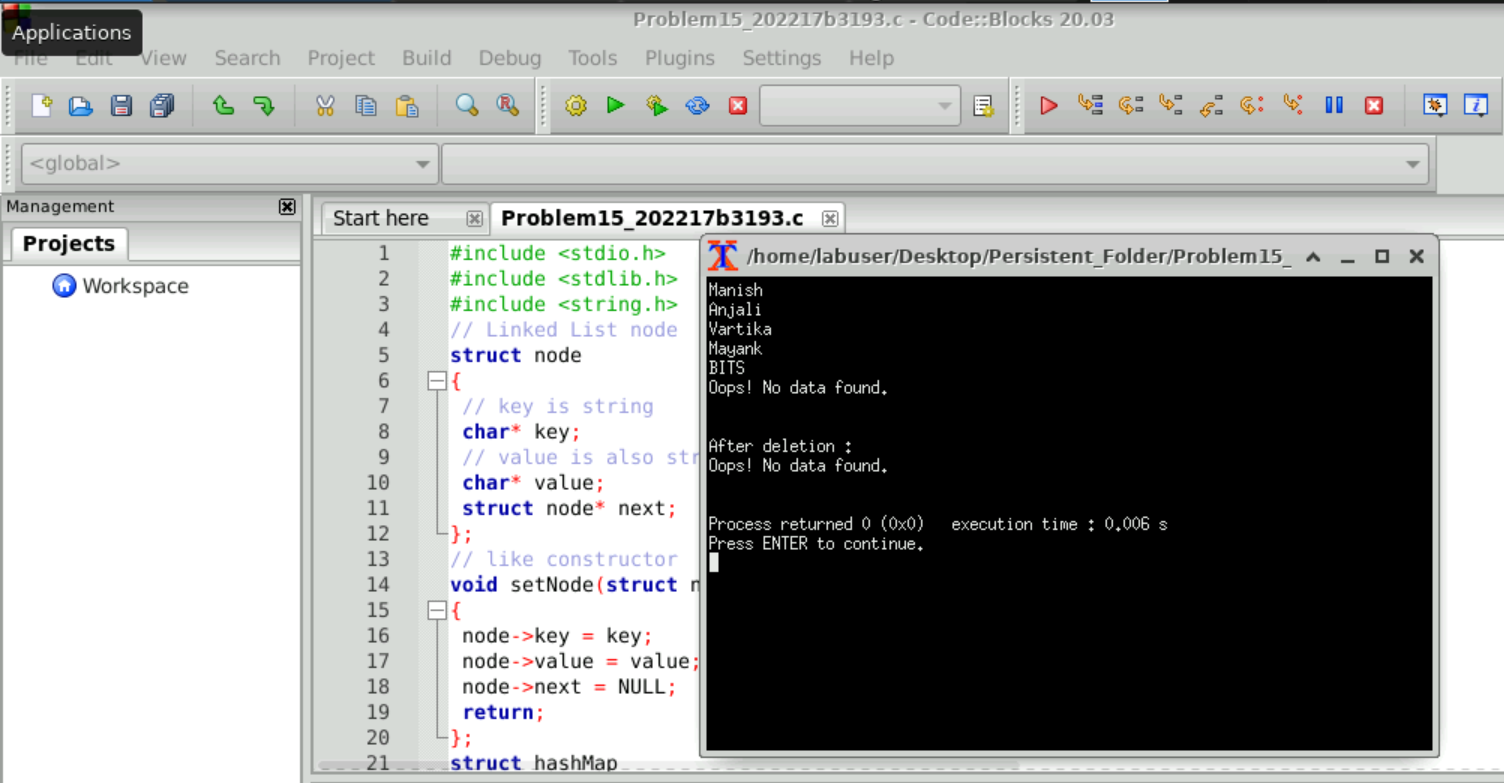 Problem15_202217b3193.c - Code::Blocks 20.03
Applications
File Edit View Search Project Build Debug Tools Plugins Settings Help
<global>
Management
Projects
Workspace
Start here
Problem15_202217b3193.c
1 #include <stdio.h>
2 #include <stdlib.h>
3 #include <string.h>
4 // Linked List node
5 struct node
6 {
7 // key is string
8 char* key;
9 // value is also str
10 char* value;
11 struct node* next;
12 };
13 // like constructor
14 void setNode(struct n
15 {
16 node->key = key;
17 node->value = value;
18 node->next = NULL;
19 return;
20 };
21 struct hashMap
/home/labuser/Desktop/Persistent_Folder/Problem15_
Manish
Anjali
Vartika
Mayank
BITS
Oops! No data found.
After deletion :
Oops! No data found.
Process returned 0 (0x0) execution time : 0.006 s
Press ENTER to continue.